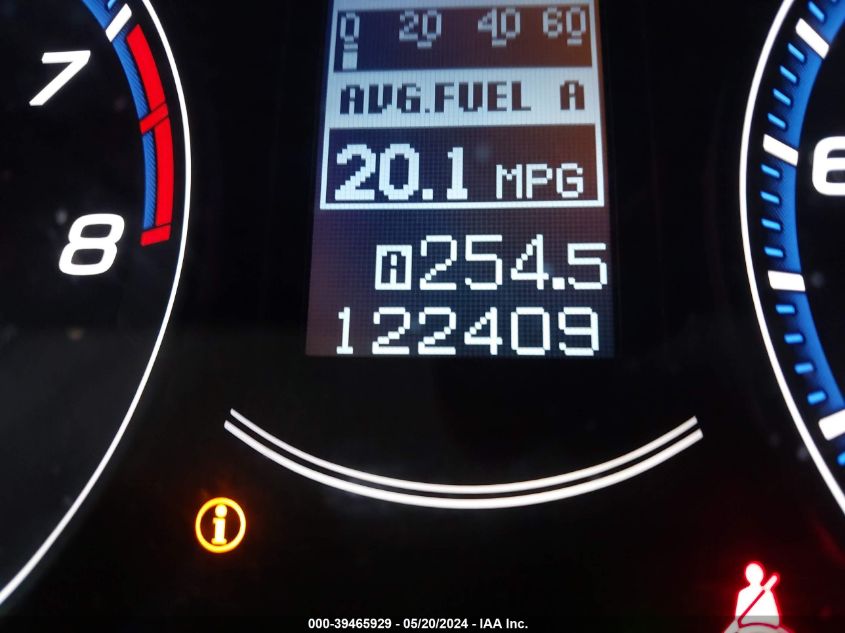 0 20 40 60
AVG.FUEL A
20.1 MPG
A 254.5
122409
7
8
6
i
000-39465929 - 05/20/2024 - IAA Inc.